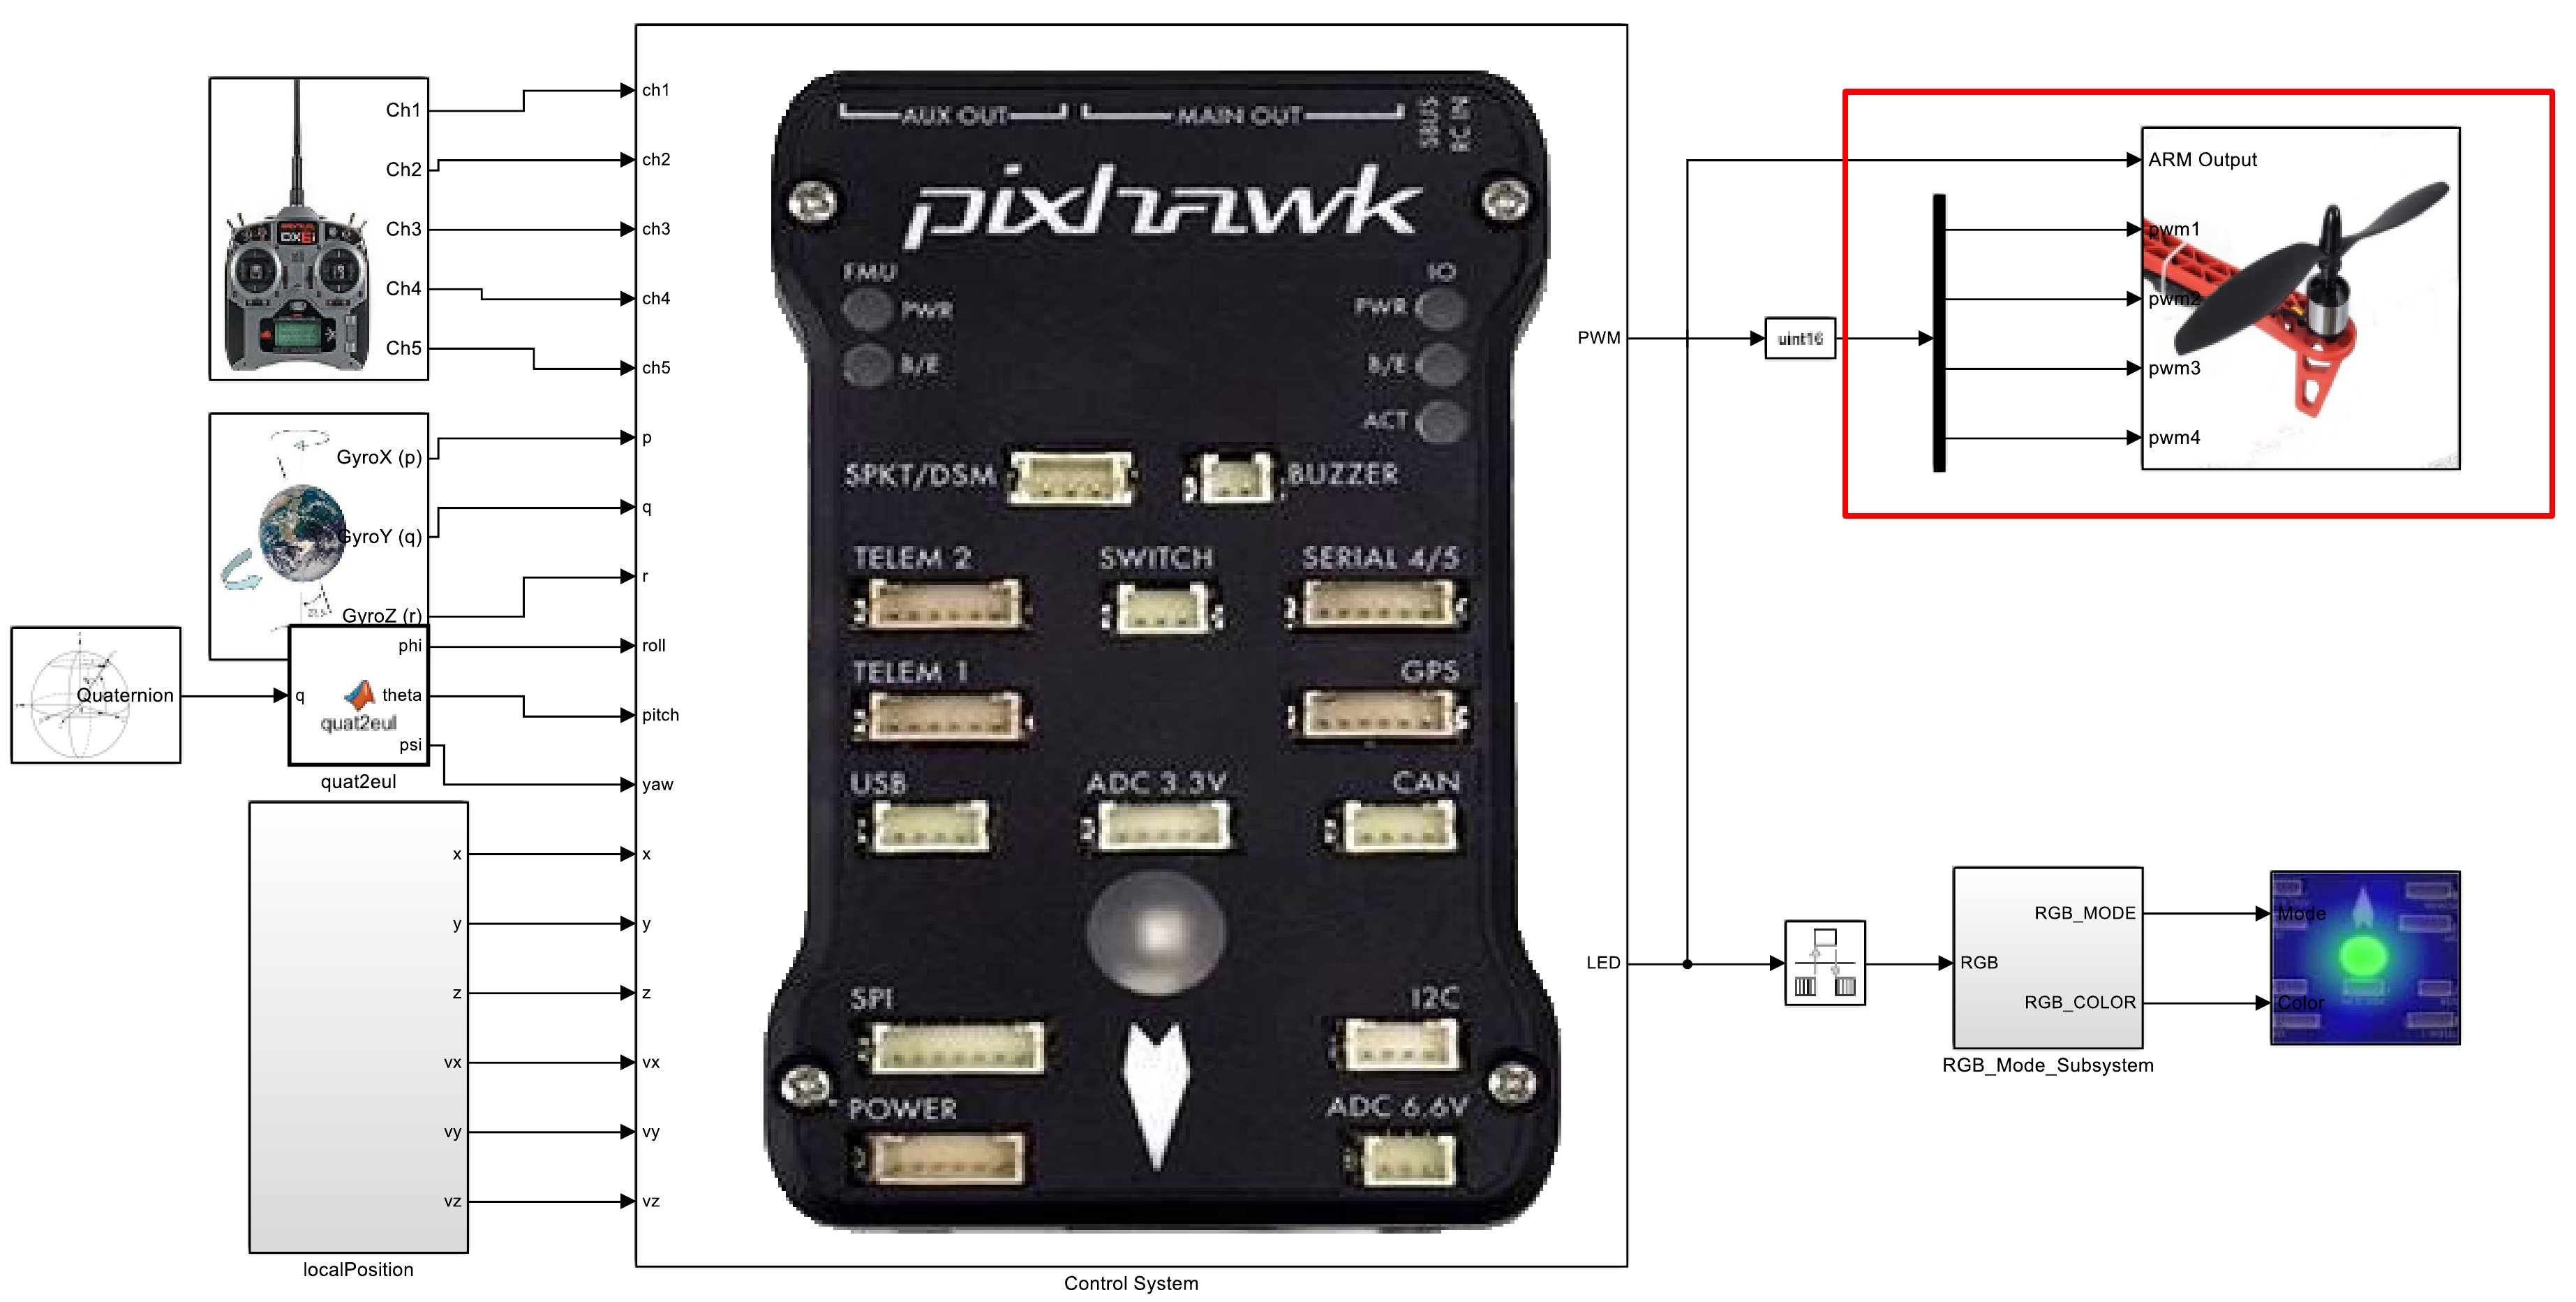 Ch1
Ch2
Ch3
Ch4
Ch5
GyroX (p)
GyroY (q)
GyroZ (r)
Quaternion
q
phi
theta
psi
quat2eul
quat2eul
x
y
z
vx
vy
vz
localPosition
ch1
ch2
ch3
ch4
ch5
p
q
r
roll
pitch
yaw
x
y
z
vx
vy
vz
AUX OUT
MAIN OUT
SBUS
RC IN
pixhawk
FMU
PWR
B/E
IO
PWR
B/E
ACT
SPKT/DSM
BUZZER
TELEM 2
SWITCH
SERIAL 4/5
TELEM 1
GPS
USB
ADC 3.3V
CAN
SPI
I2C
POWER
ADC 6.6V
PWM
LED
Control System
uint16
ARM Output
pwm1
pwm2
pwm3
pwm4
RGB
RGB_MODE
RGB_COLOR
RGB_Mode_Subsystem
Mode
Color